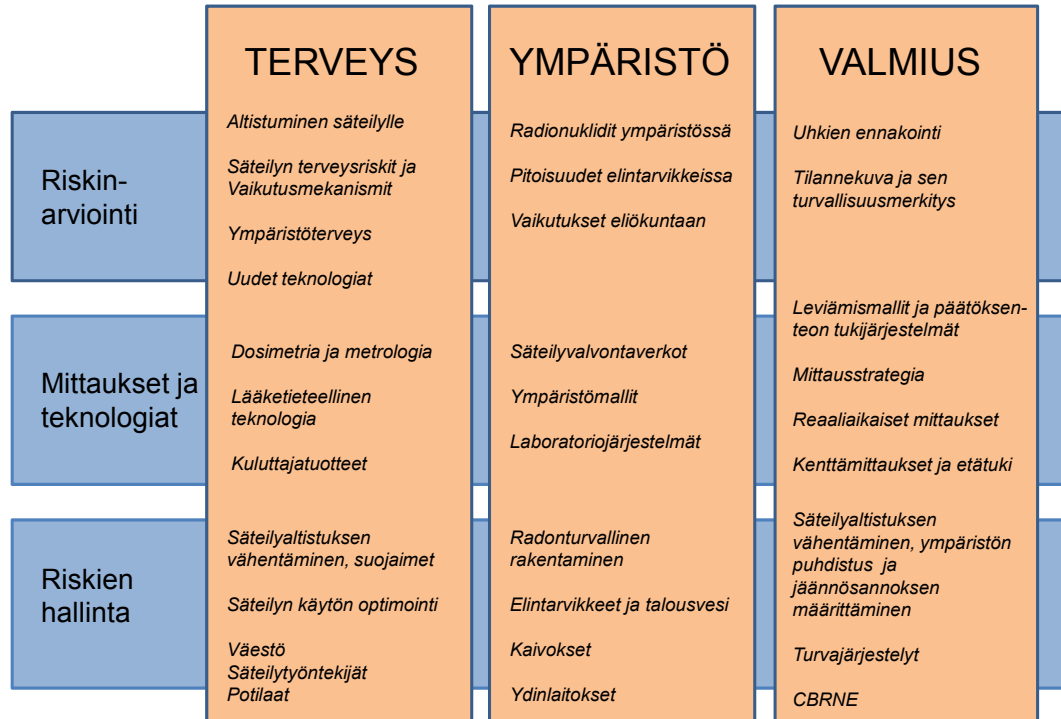 TERVEYS
YMPÄRISTÖ
VALMIUS
Riskin-
arviointi
Altistuminen säteilylle
Säteilyn terveysriskit ja
Vaikutusmekanismit
Ympäristöterveys
Uudet teknologiat
Radionuklidit ympäristössä
Pitoisuudet elintarvikkeissa
Vaikutukset eliökuntaan
Uhkien ennakointi
Tilannekuva ja sen
turvallisuusmerkitys
Mittaukset ja
teknologiat
Dosimetria ja metrologia
Lääketieteellinen
teknologia
Kuluttajatuotteet
Säteilyvalvontaverkot
Ympäristömallit
Laboratoriojärjestelmät
Leviämismallit ja päätöksen-
teon tukijärjestelmät
Mittausstrategia
Reaaliaikaiset mittaukset
Kenttämittaukset ja etätuki
Riskien
hallinta
Säteilyaltistuksen
vähentäminen, suojaimet
Säteilyn käytön optimointi
Väestö
Säteilytyöntekijät
Potilaat
Radonturvallinen
rakentaminen
Elintarvikkeet ja talousvesi
Kaivokset
Ydinlaitokset
Säteilyaltistuksen
vähentäminen, ympäristön
puhdistus ja
jäännösannoksen
määrittäminen
Turvajärjestelyt
CBRNE